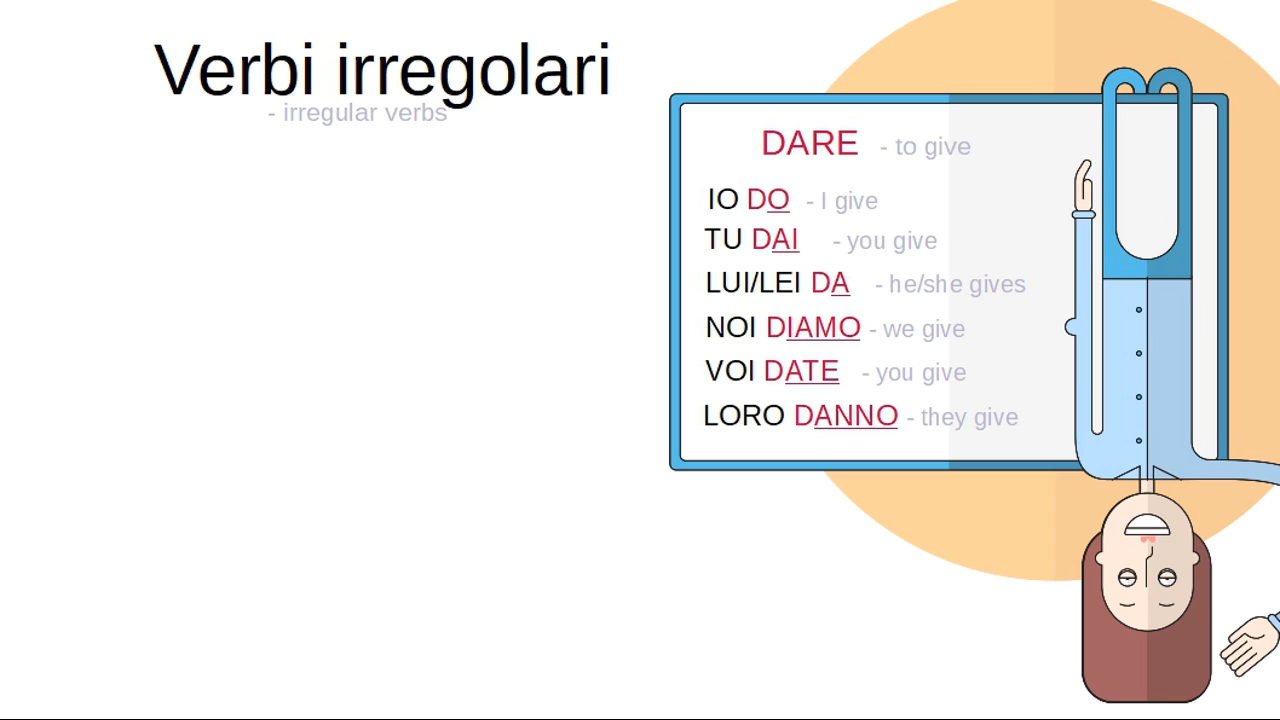 Verbi irregolari
- irregular verbs
DARE - to give
IO DO - I give
TU DAI - you give
LUI/LEI DA - he/she gives
NOI DIAMO - we give
VOI DATE - you give
LORO DANNO - they give